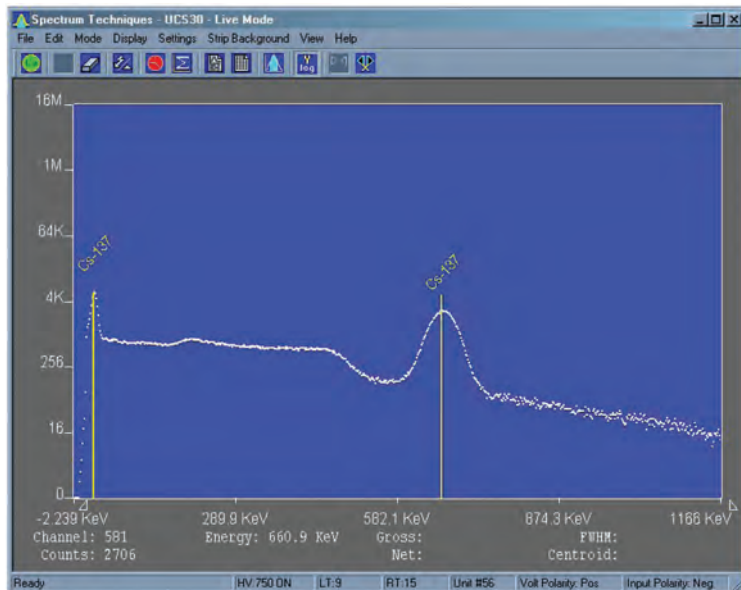 Spectrum Techniques - UCS30 - Live Mode
File Edit Mode Display Settings Strip Background View Help
Y log
16M
1M
64K
4K
256
16
0
Cs-137
Cs-137
-2.239 KeV 289.9 KeV 582.1 KeV 874.3 KeV 1166 KeV
Channel: 581 Energy: 660.9 KeV Gross: FWHM:
Counts: 2706 Net: Centroid:
Ready HV:750 ON LT:9 RT:15 Unit #56 Volt Polarity: Pos Input Polarity: Neg